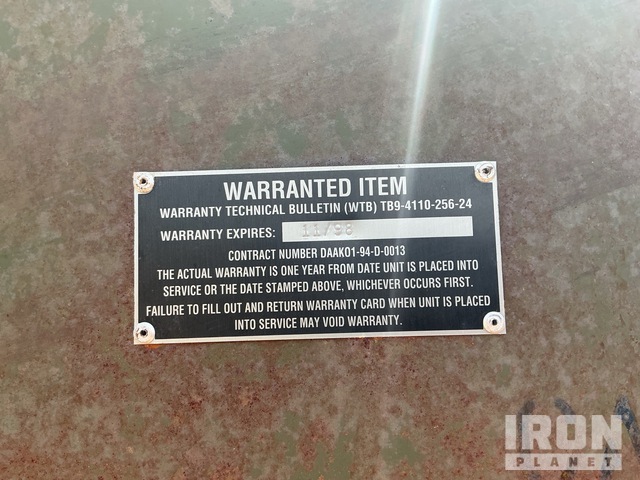 WARRANTED ITEM
WARRANTY TECHNICAL BULLETIN (WTB) TB9-4110-256-24
WARRANTY EXPIRES: 11/98
CONTRACT NUMBER DAAK01-94-D-0013
THE ACTUAL WARRANTY IS ONE YEAR FROM DATE UNIT IS PLACED INTO
SERVICE OR THE DATE STAMPED ABOVE, WHICHEVER OCCURS FIRST.
FAILURE TO FILL OUT AND RETURN WARRANTY CARD WHEN UNIT IS PLACED
INTO SERVICE MAY VOID WARRANTY.
IRON
PLANET